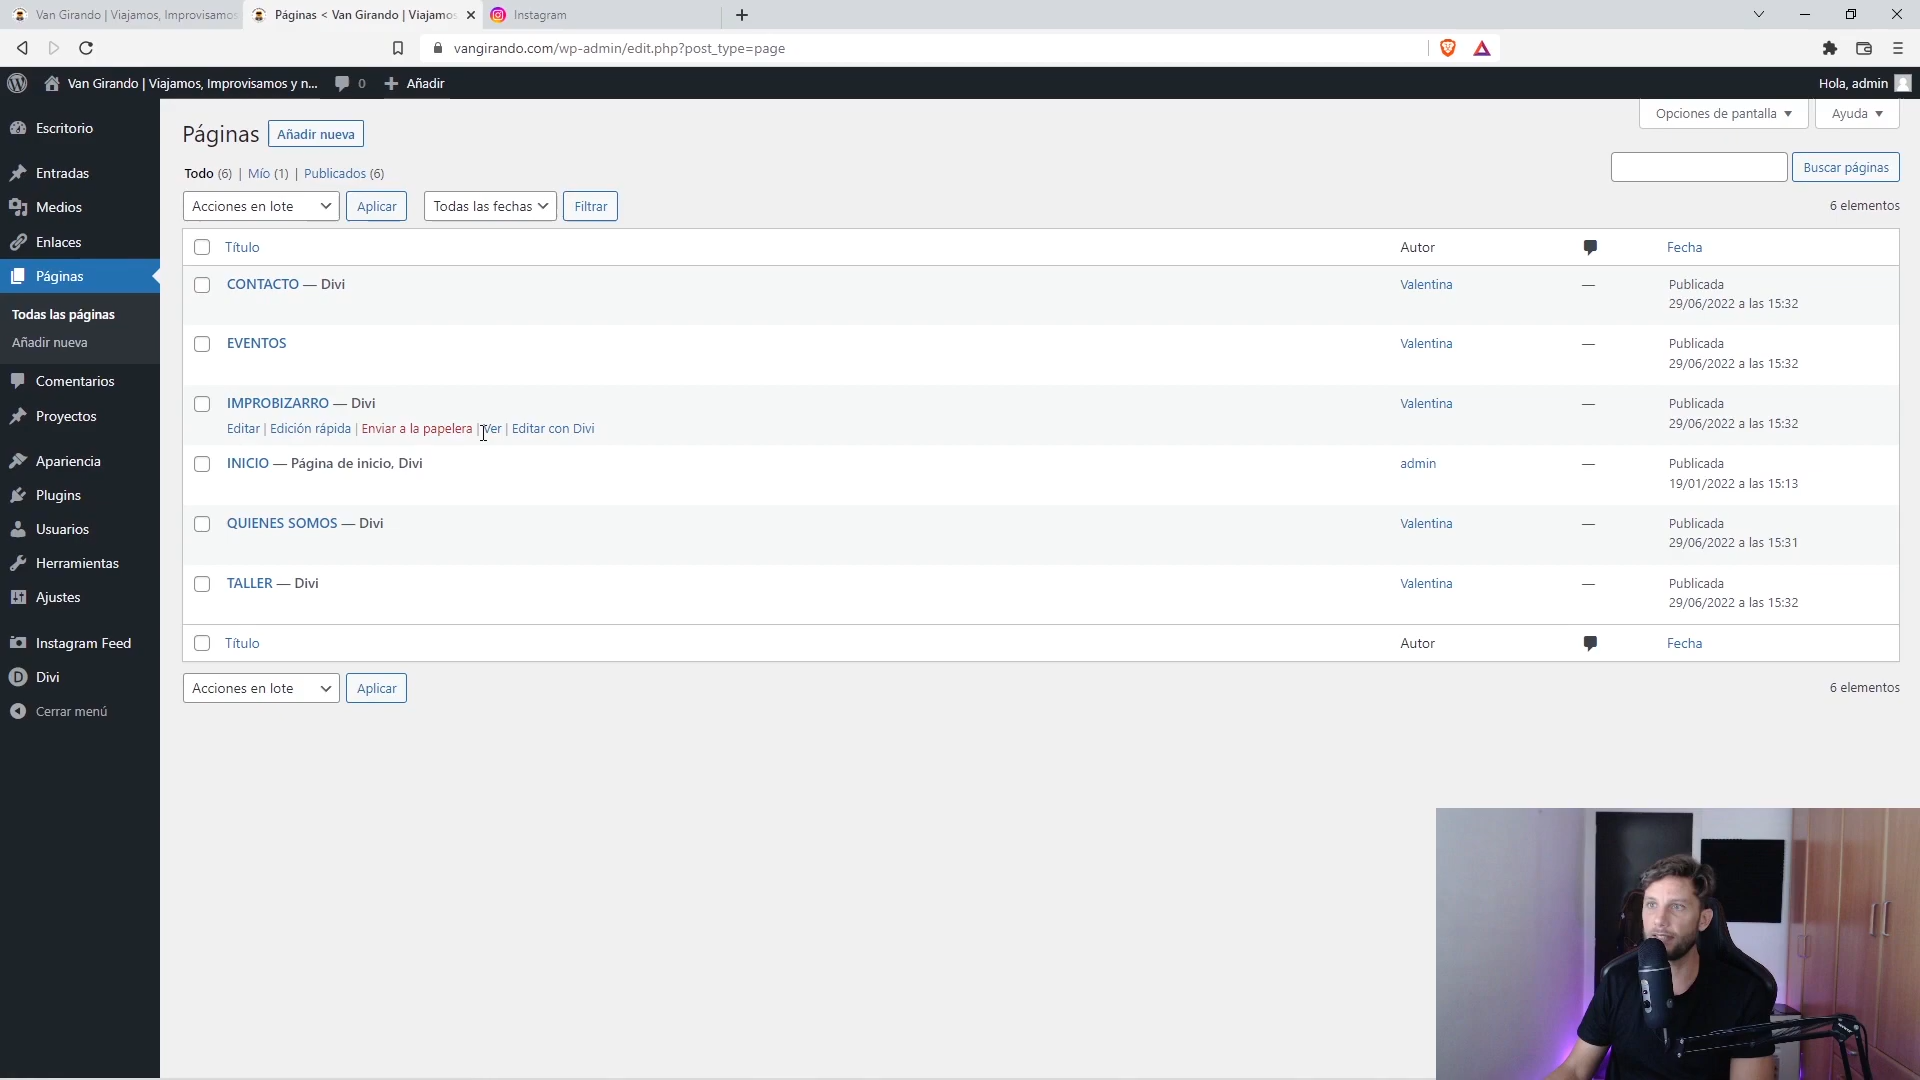 Van Girando | Viajamos, Improvisamos
Páginas < Van Girando | Viajamos
Instagram
vangirando.com/wp-admin/edit.php?post_type=page
Van Girando | Viajamos, Improvisamos y n...
0
Añadir
Hola, admin
Escritorio
Entradas
Medios
Enlaces
Páginas
Todas las páginas
Añadir nueva
Comentarios
Proyectos
Apariencia
Plugins
Usuarios
Herramientas
Ajustes
Instagram Feed
Divi
Cerrar menú
Opciones de pantalla
Ayuda
Páginas
Añadir nueva
Todo (6) | Mío (1) | Publicados (6)
Buscar páginas
Acciones en lote
Aplicar
Todas las fechas
Filtrar
6 elementos
Título
Autor
Fecha
CONTACTO — Divi
Valentina
—
Publicada
29/06/2022 a las 15:32
EVENTOS
Valentina
—
Publicada
29/06/2022 a las 15:32
IMPROBIZARRO — Divi
Editar | Edición rápida | Enviar a la papelera | Ver | Editar con Divi
Valentina
—
Publicada
29/06/2022 a las 15:32
INICIO — Página de inicio, Divi
admin
—
Publicada
19/01/2022 a las 15:13
QUIENES SOMOS — Divi
Valentina
—
Publicada
29/06/2022 a las 15:31
TALLER — Divi
Valentina
—
Publicada
29/06/2022 a las 15:32
Título
Autor
Fecha
Acciones en lote
Aplicar
6 elementos